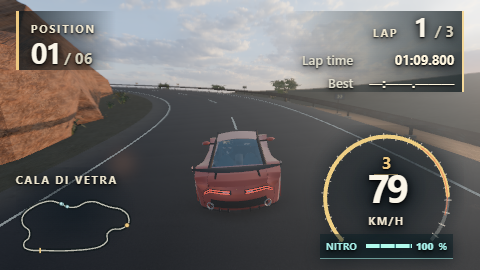 POSITION
01 / 06
LAP 1 / 3
Lap time 01:09.800
Best --:--.---
CALA DI VETRA
3
79
KM/H
NITRO 100 %